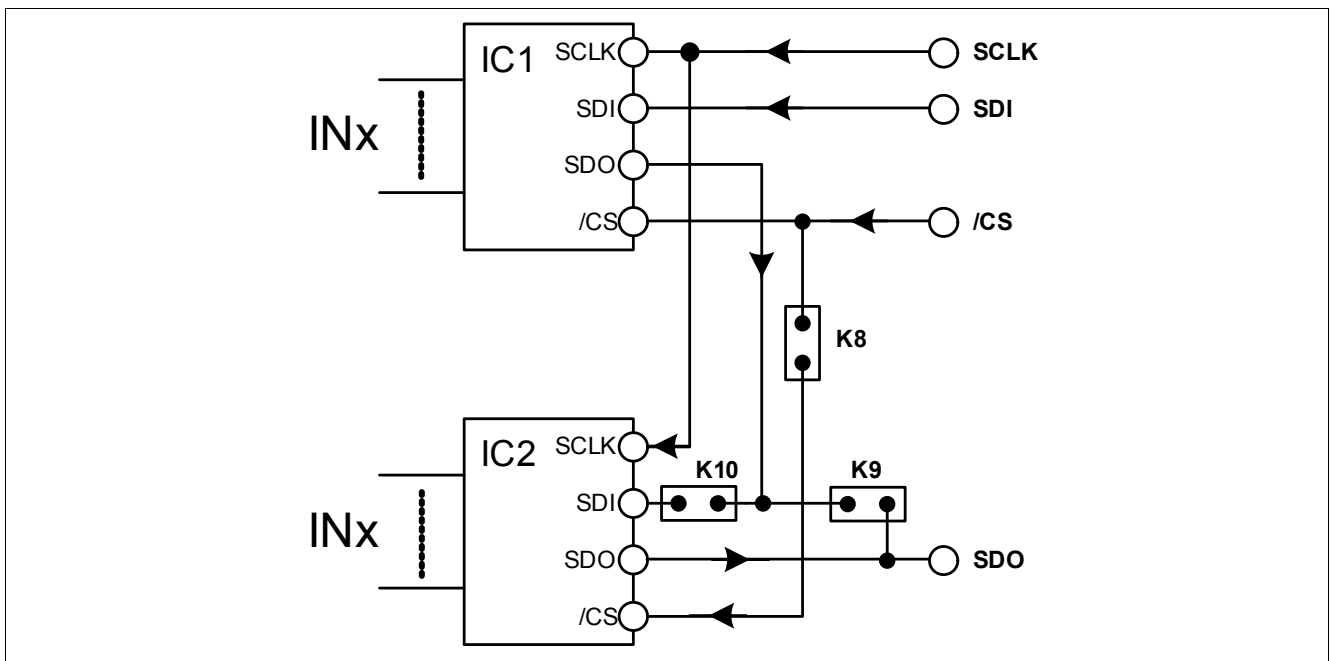 IC1
SCLK
SCLK
SDI
SDI
INx
SDO
/CS
/CS
K8
IC2
SCLK
K10
K9
SDI
INx
SDO
SDO
/CS